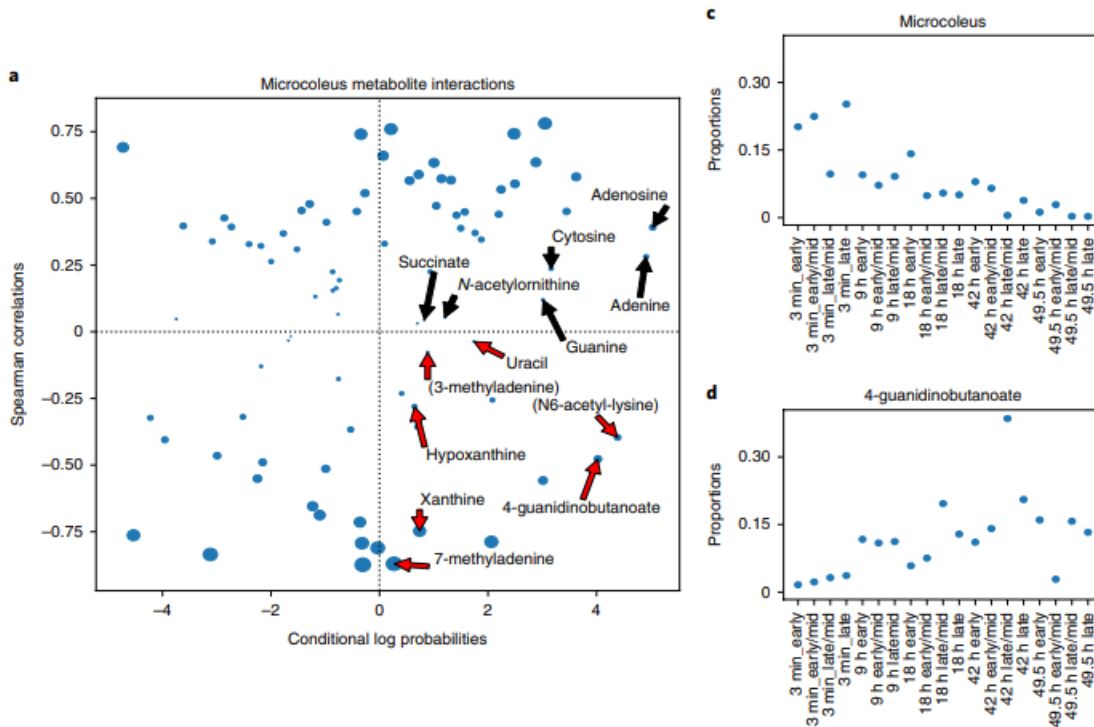 a
Microcoleus metabolite interactions
Spearman correlations
0.75
0.50
0.25
0
−0.25
−0.50
−0.75
Adenosine
Cytosine
Succinate
N-acetylornithine
Adenine
Guanine
Uracil
(3-methyladenine)
(N6-acetyl-lysine)
Hypoxanthine
4-guanidinobutanoate
Xanthine
7-methyladenine
−4
−2
0
2
4
Conditional log probabilities
c
Microcoleus
Proportions
0.30
0.15
0
3 min_early
3 min_early/mid
3 min_late/mid
3 min_late
9 h early
9 h early/mid
9 h late/mid
9 h late
18 h early
18 h early/mid
18 h late/mid
18 h late
42 h early
42 h early/mid
42 h late/mid
42 h late
49.5 h early
49.5 h early/mid
49.5 h late/mid
49.5 h late
d
4-guanidinobutanoate
Proportions
0.30
0.15
0
3 min_early
3 min_early/mid
3 min_late/mid
3 min_late
9 h early
9 h early/mid
9 h latemid
18 h early
18 h early/mid
18 h late/mid
18 h late
42 h early
42 h early/mid
42 h late/mid
42 h late
49.5 h early
49.5 h early/mid
49.5 h late/mid
49.5 h late